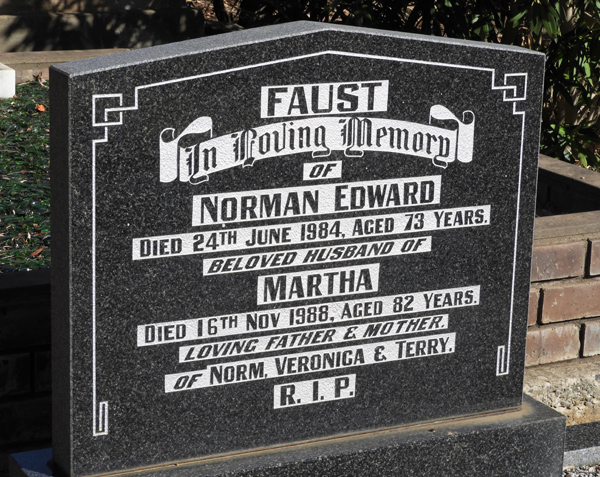 FAUST
In Loving Memory
OF
NORMAN EDWARD
DIED 24TH JUNE 1984, AGED 73 YEARS.
BELOVED HUSBAND OF
MARTHA
DIED 16TH NOV 1988, AGED 82 YEARS.
LOVING FATHER & MOTHER.
OF NORM, VERONICA & TERRY.
R. I. P.